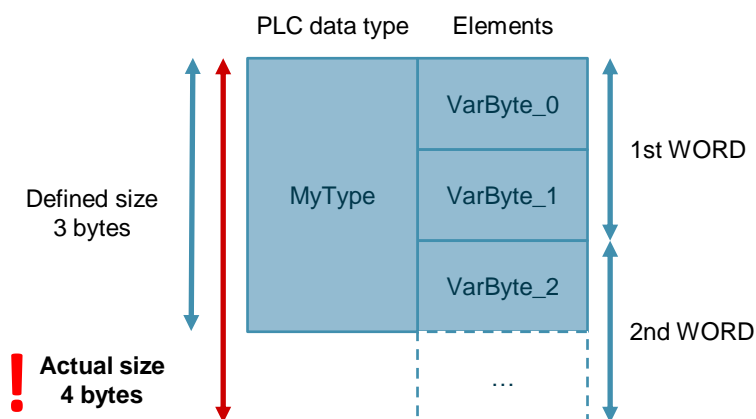 PLC data type
Elements
VarByte_0
1st WORD
Defined size
3 bytes
MyType
VarByte_1
VarByte_2
2nd WORD
! Actual size
4 bytes
...